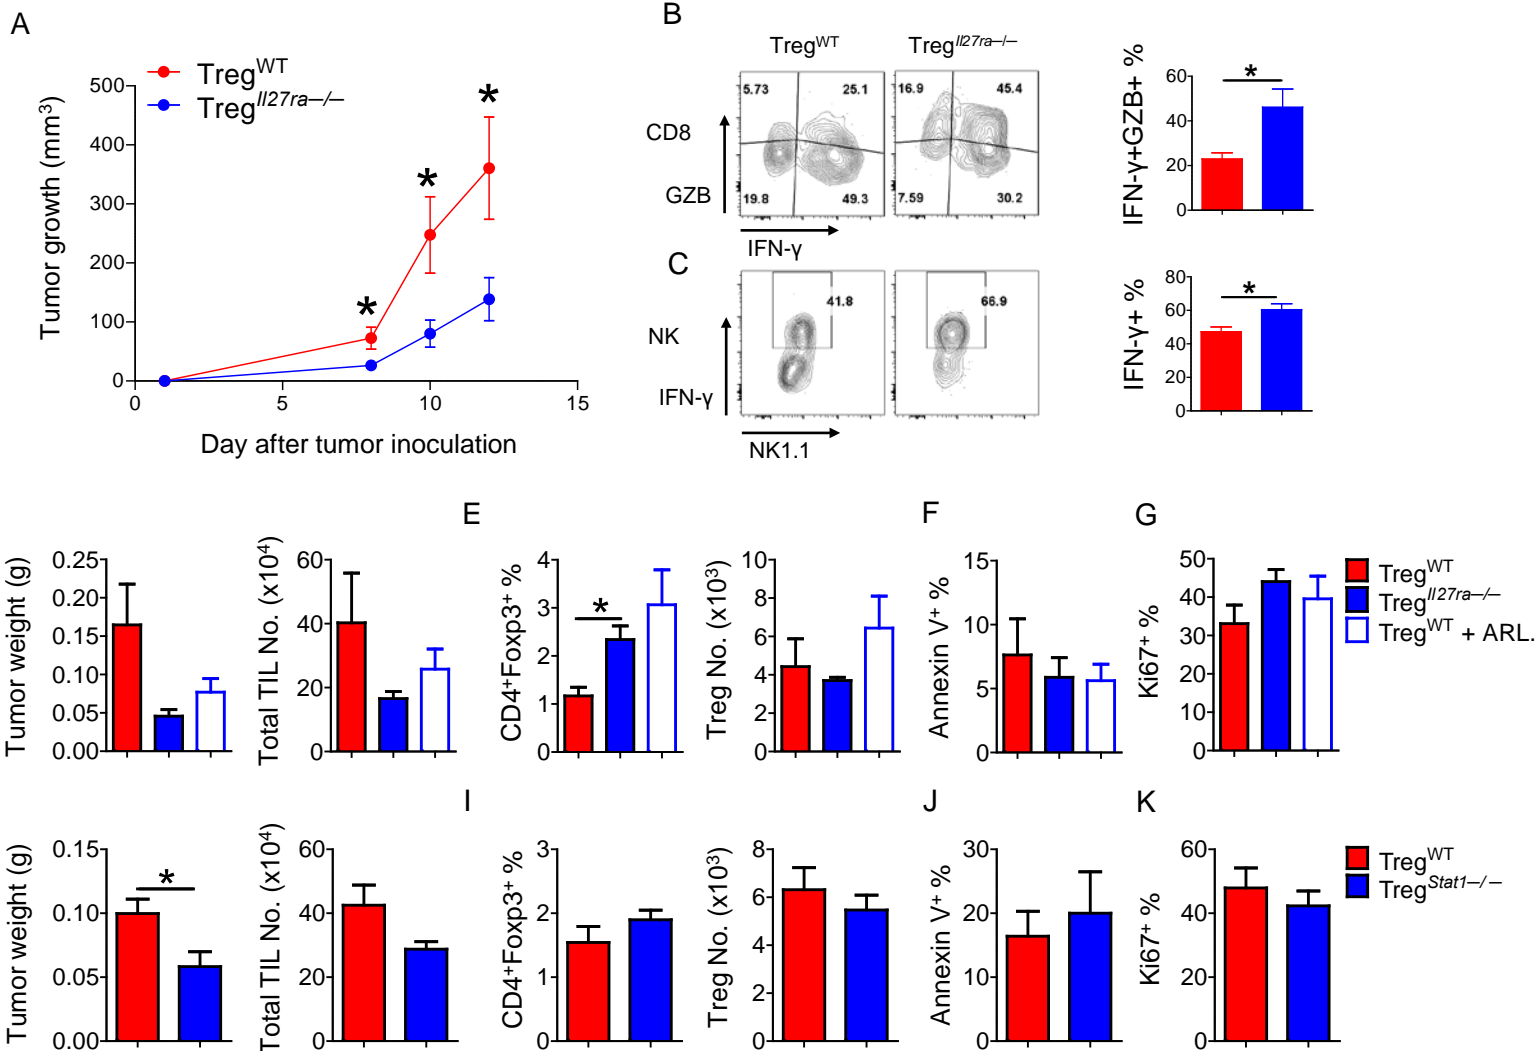 A
Treg^WT
Treg^Il27ra–/–
Tumor growth (mm³)
500
400
300
200
100
0
0
5
10
15
*
*
*
Day after tumor inoculation
B
Treg^WT
Treg^Il27ra–/–
CD8
GZB
5.73
25.1
19.8
49.3
16.9
45.4
7.59
30.2
IFN-γ
IFN-γ+GZB+ %
60
40
20
0
*
C
NK
IFN-γ
41.8
66.9
NK1.1
IFN-γ+ %
80
60
40
20
0
*
Tumor weight (g)
0.25
0.20
0.15
0.10
0.05
0.00
Total TIL No. (x10⁴)
60
40
20
0
E
CD4⁺Foxp3⁺ %
4
3
2
1
0
*
Treg No. (x10³)
10
8
6
4
2
0
F
Annexin V⁺ %
15
10
5
0
G
Ki67⁺ %
50
40
30
20
10
0
Treg^WT
Treg^Il27ra–/–
Treg^WT + ARL.
Tumor weight (g)
0.15
0.10
0.05
0.00
*
Total TIL No. (x10⁴)
60
40
20
0
I
CD4⁺Foxp3⁺ %
3
2
1
0
Treg No. (x10³)
8
6
4
2
0
J
Annexin V⁺ %
30
20
10
0
K
Ki67⁺ %
60
40
20
0
Treg^WT
Treg^Stat1–/–